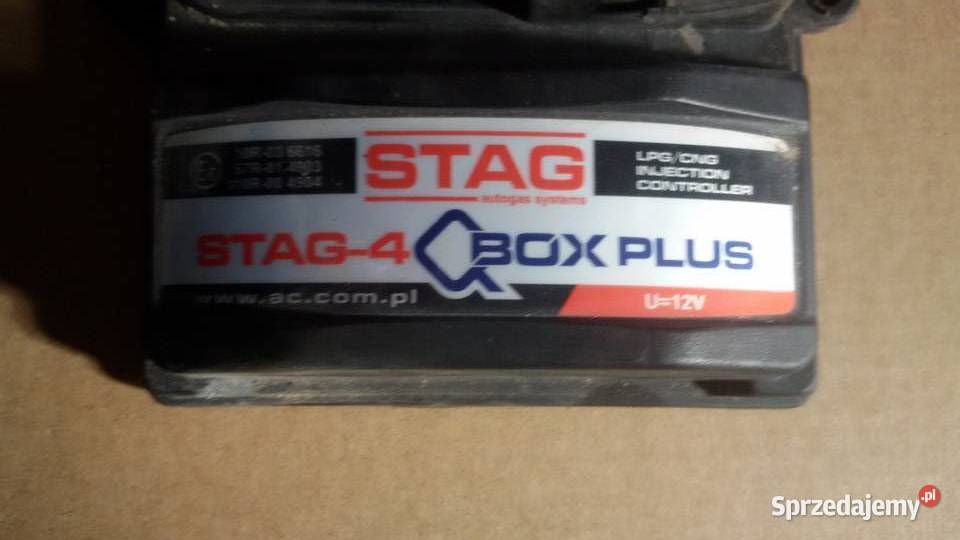 STAG
autogas systems
LPG/CNG
INJECTION
CONTROLLER
STAG-4 QBOX PLUS
www.ac.com.pl
U=12V
Sprzedajemy.pl